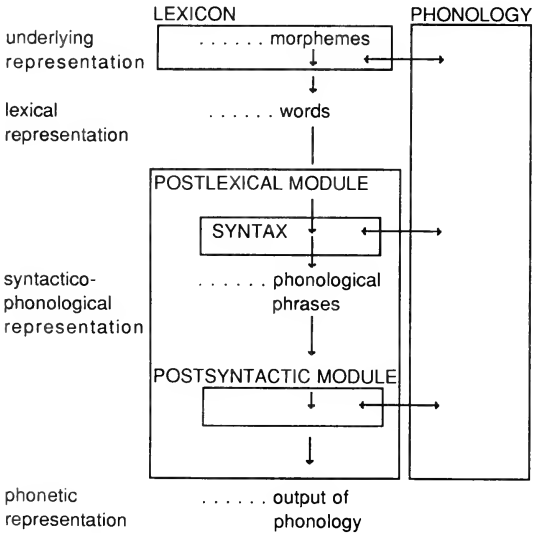 LEXICON
PHONOLOGY
underlying
representation
. . . . . . morphemes
lexical
representation
. . . . . . words
POSTLEXICAL MODULE
SYNTAX
syntactico-
phonological
representation
. . . . . . phonological
phrases
POSTSYNTACTIC MODULE
phonetic
representation
. . . . . . output of
phonology